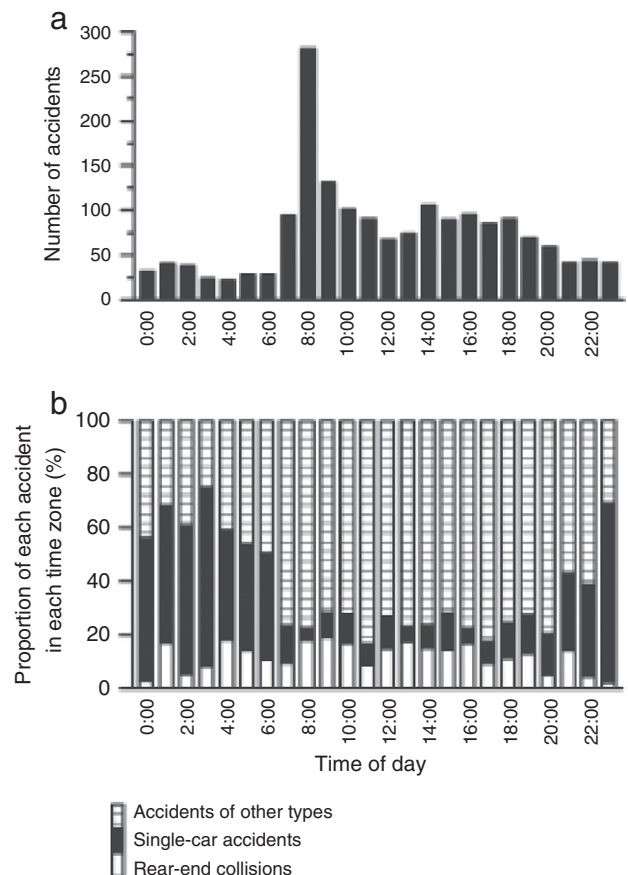 a
Number of accidents
300
250
200
150
100
50
0
0:00 2:00 4:00 6:00 8:00 10:00 12:00 14:00 16:00 18:00 20:00 22:00
b
Proportion of each accident
in each time zone (%)
100
80
60
40
20
0
0:00 2:00 4:00 6:00 8:00 10:00 12:00 14:00 16:00 18:00 20:00 22:00
Time of day
Accidents of other types
Single-car accidents
Rear-end collisions